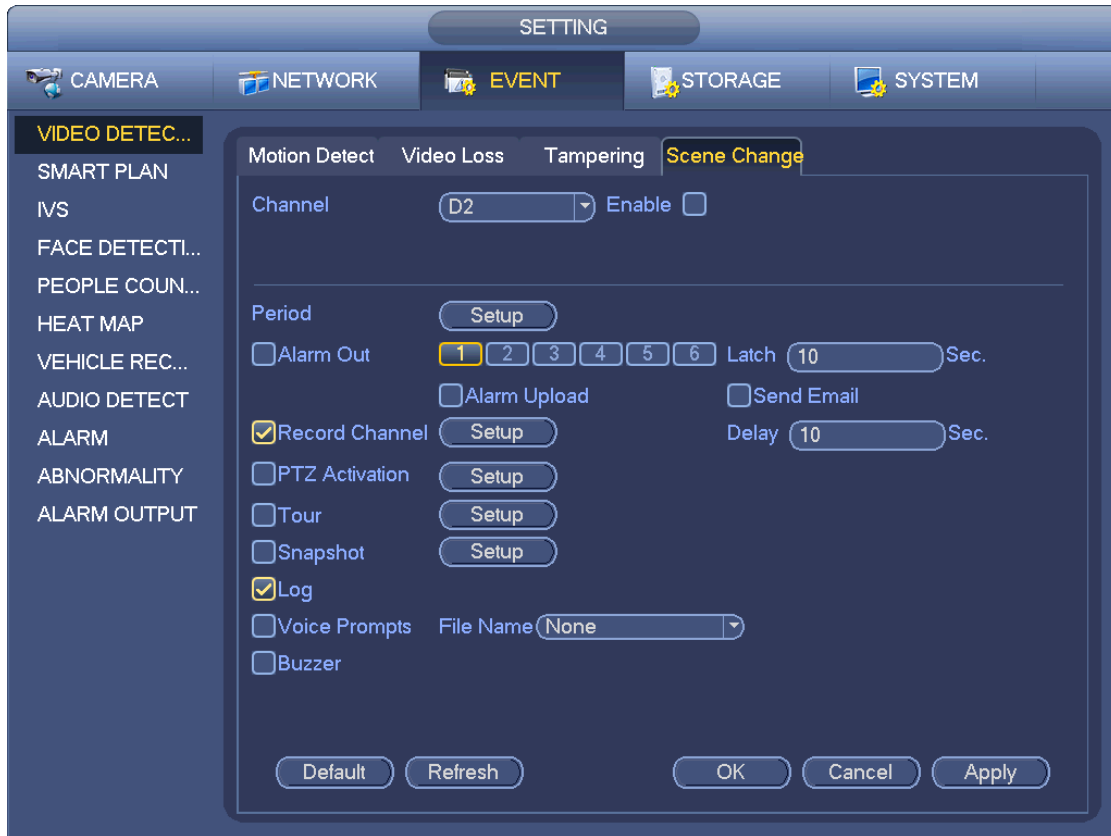 SETTING
CAMERA NETWORK EVENT STORAGE SYSTEM
VIDEO DETEC...
SMART PLAN
IVS
FACE DETECTI...
PEOPLE COUN...
HEAT MAP
VEHICLE REC...
AUDIO DETECT
ALARM
ABNORMALITY
ALARM OUTPUT
Motion Detect Video Loss Tampering Scene Change
Channel D2 Enable
Period Setup
Alarm Out 1 2 3 4 5 6 Latch 10 Sec.
Alarm Upload Send Email
Record Channel Setup Delay 10 Sec.
PTZ Activation Setup
Tour Setup
Snapshot Setup
Log
Voice Prompts File Name None
Buzzer
Default Refresh OK Cancel Apply